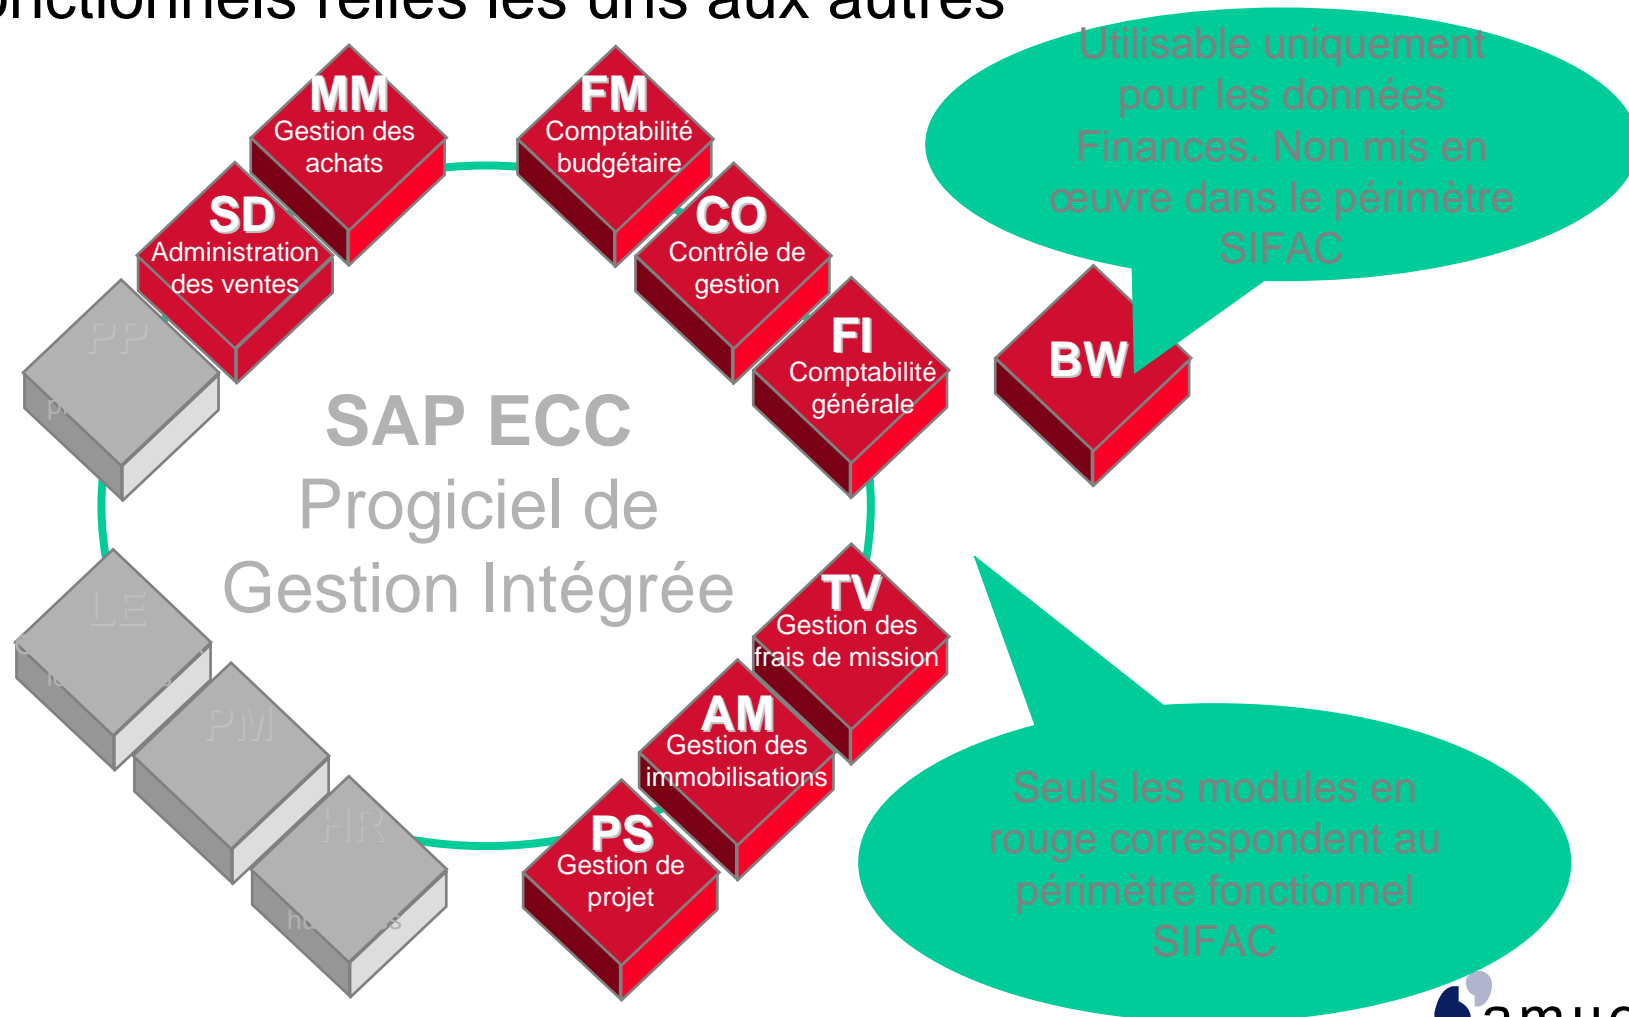 relies les uns aux autres
MM
Gestion des
achats
FM
Comptabilité
budgétaire
SD
Administration
des ventes
CO
Contrôle de
gestion
FI
Comptabilité
générale
BW
PP
LE
PM
HR
SAP ECC
Progiciel de
Gestion Intégrée
TV
Gestion des
frais de mission
AM
Gestion des
immobilisations
PS
Gestion de
projet
Utilisable uniquement
pour les données
Finances. Non mis en
œuvre dans le périmètre
SIFAC
Seuls les modules en
rouge correspondent au
périmètre fonctionnel
SIFAC